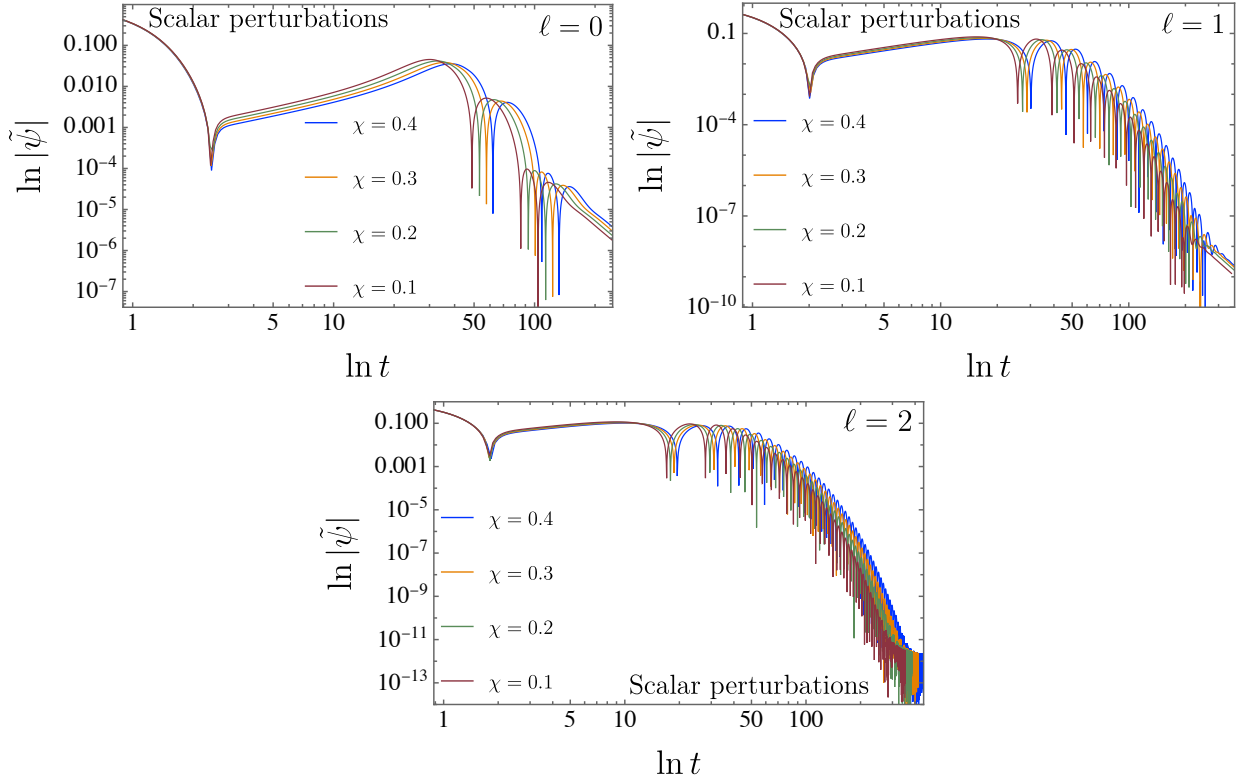 Scalar perturbations
ℓ = 0
ln |ψ̃|
0.100
0.010
0.001
10⁻⁴
10⁻⁵
10⁻⁶
10⁻⁷
χ = 0.4
χ = 0.3
χ = 0.2
χ = 0.1
1 5 10 50 100
ln t
Scalar perturbations
ℓ = 1
ln |ψ̃|
0.1
10⁻⁴
10⁻⁷
10⁻¹⁰
χ = 0.4
χ = 0.3
χ = 0.2
χ = 0.1
1 5 10 50 100
ln t
ℓ = 2
ln |ψ̃|
0.100
0.001
10⁻⁵
10⁻⁷
10⁻⁹
10⁻¹¹
10⁻¹³
χ = 0.4
χ = 0.3
χ = 0.2
χ = 0.1
Scalar perturbations
1 5 10 50 100
ln t